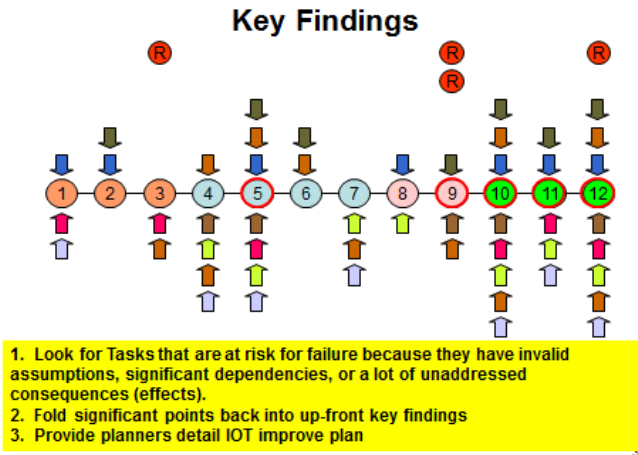 Key Findings
R R R
R
1 2 3 4 5 6 7 8 9 10 11 12
1. Look for Tasks that are at risk for failure because they have invalid
assumptions, significant dependencies, or a lot of unaddressed
consequences (effects).
2. Fold significant points back into up-front key findings
3. Provide planners detail IOT improve plan